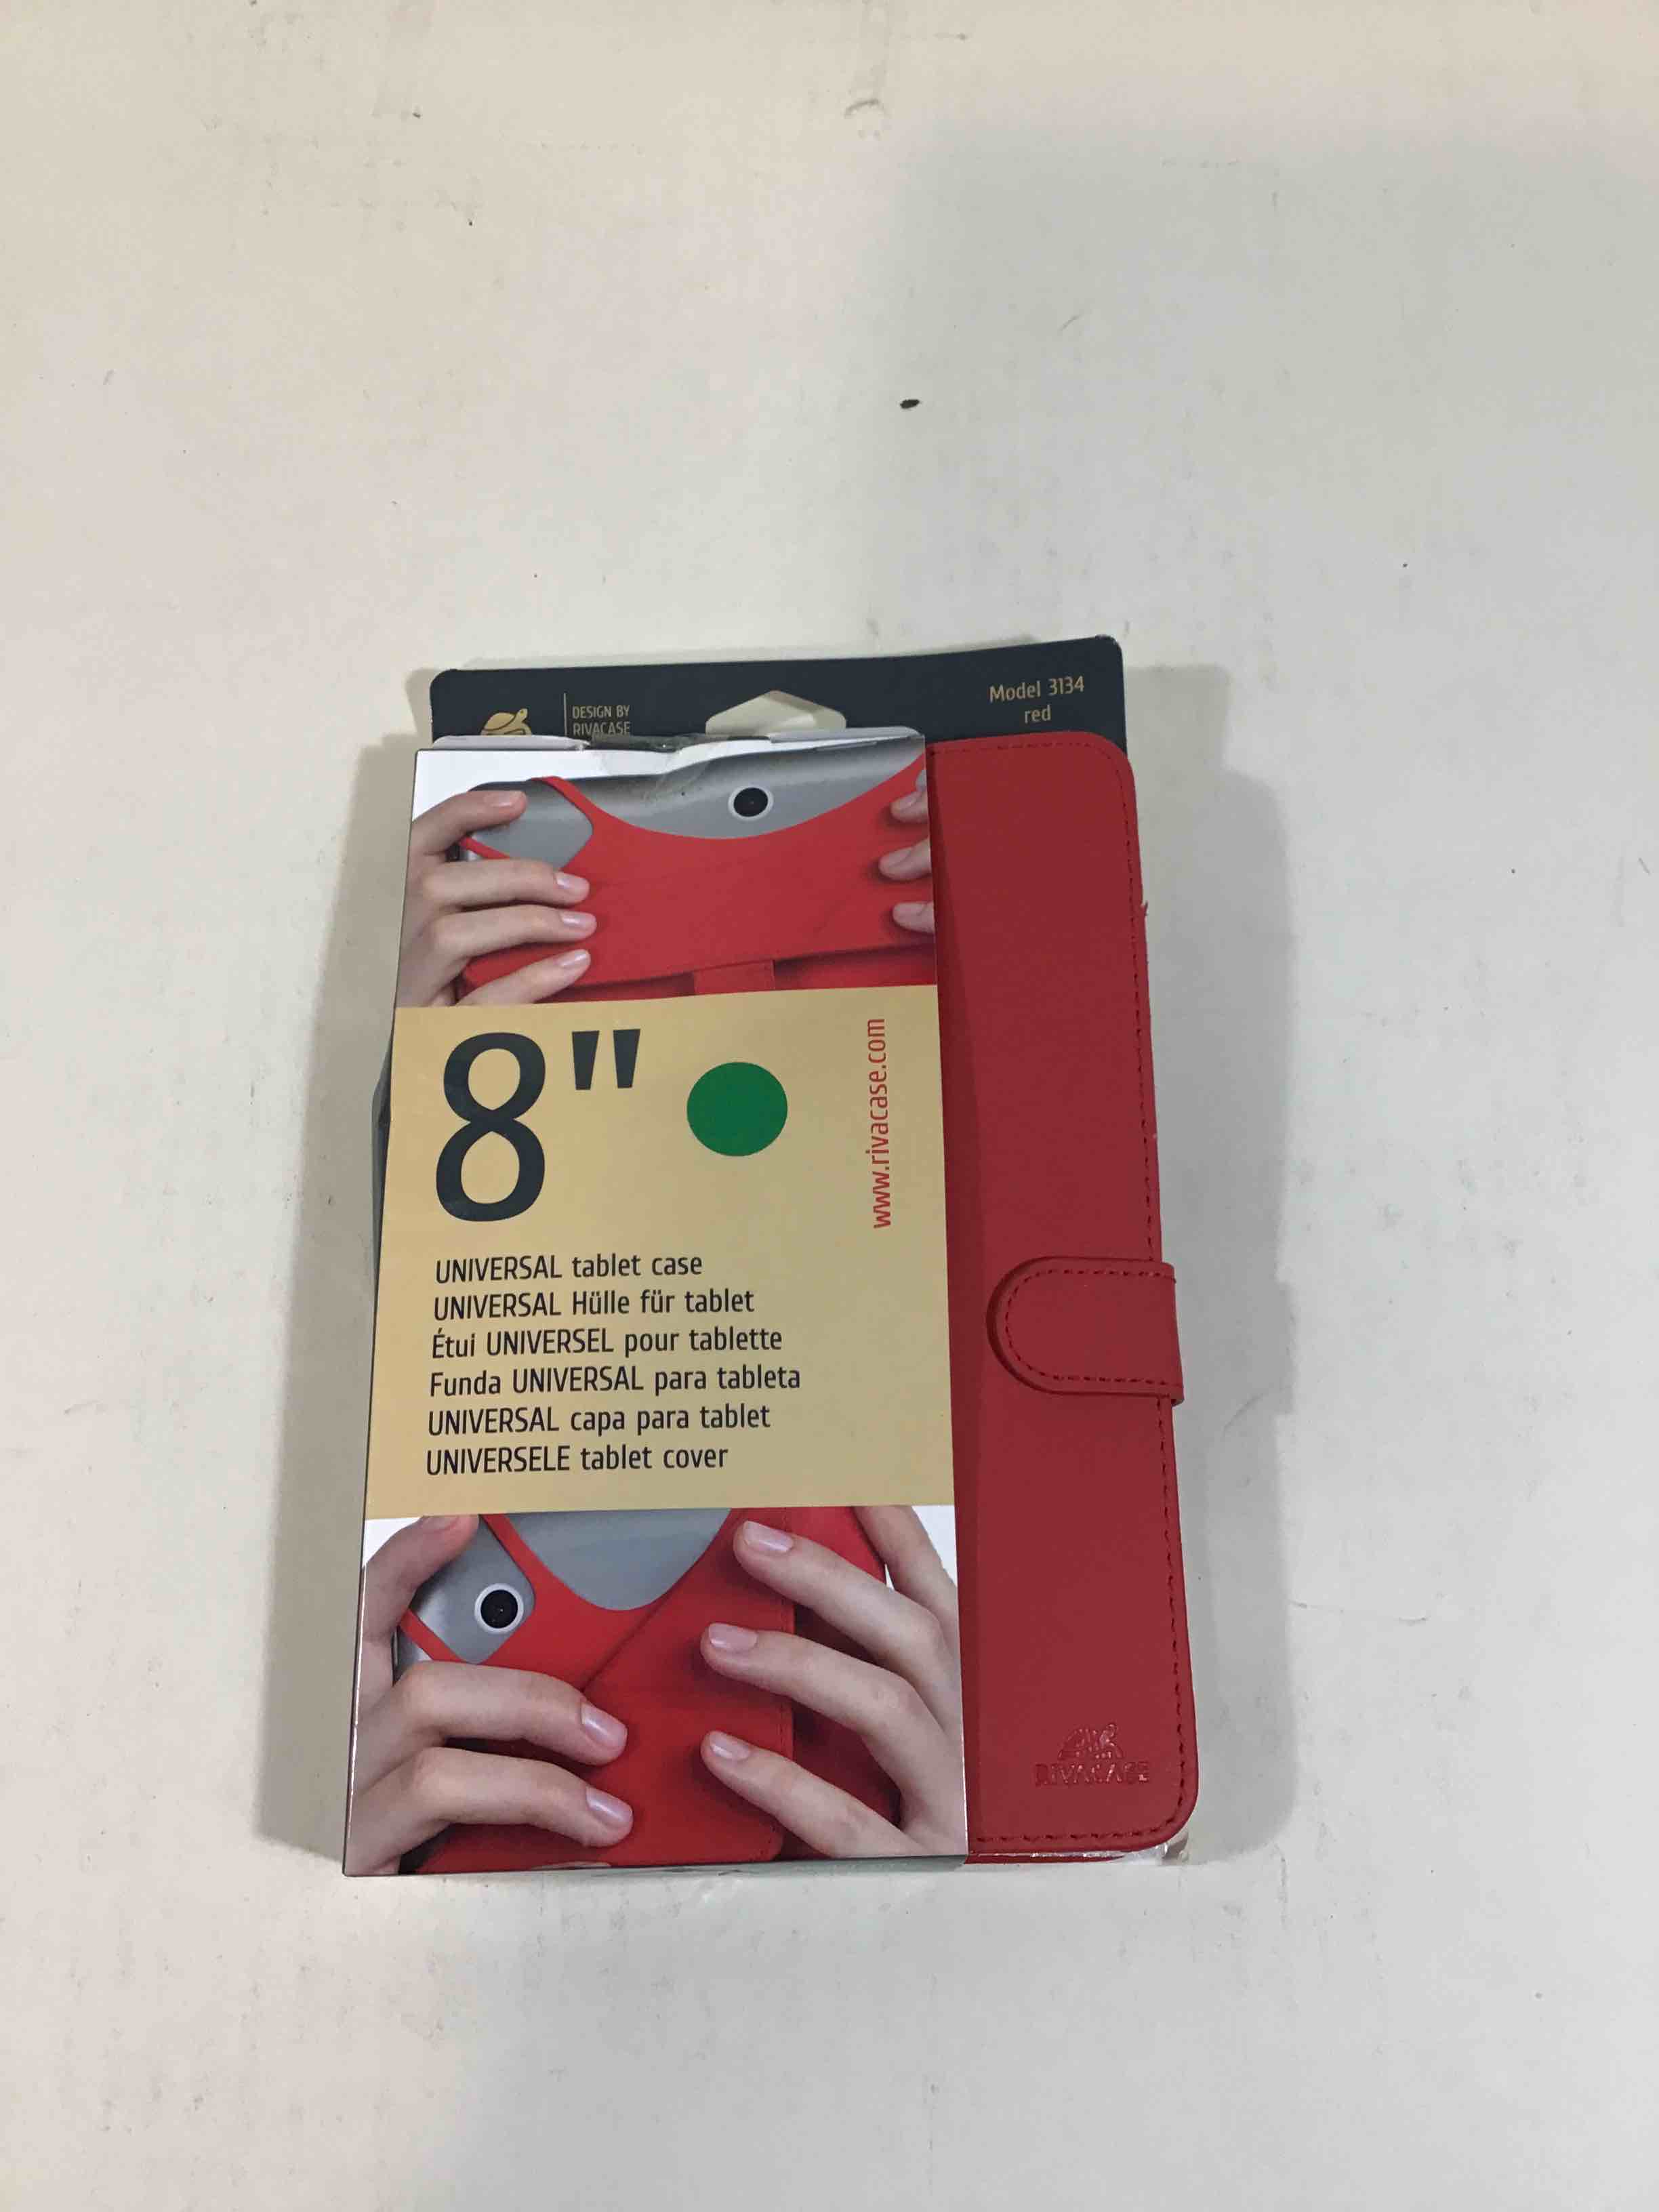 DESIGN BY
RIVACASE
Model 3134
red
8"
www.rivacase.com
UNIVERSAL tablet case
UNIVERSAL Hülle für tablet
Étui UNIVERSEL pour tablette
Funda UNIVERSAL para tableta
UNIVERSAL capa para tablet
UNIVERSELE tablet cover
RIVACASE